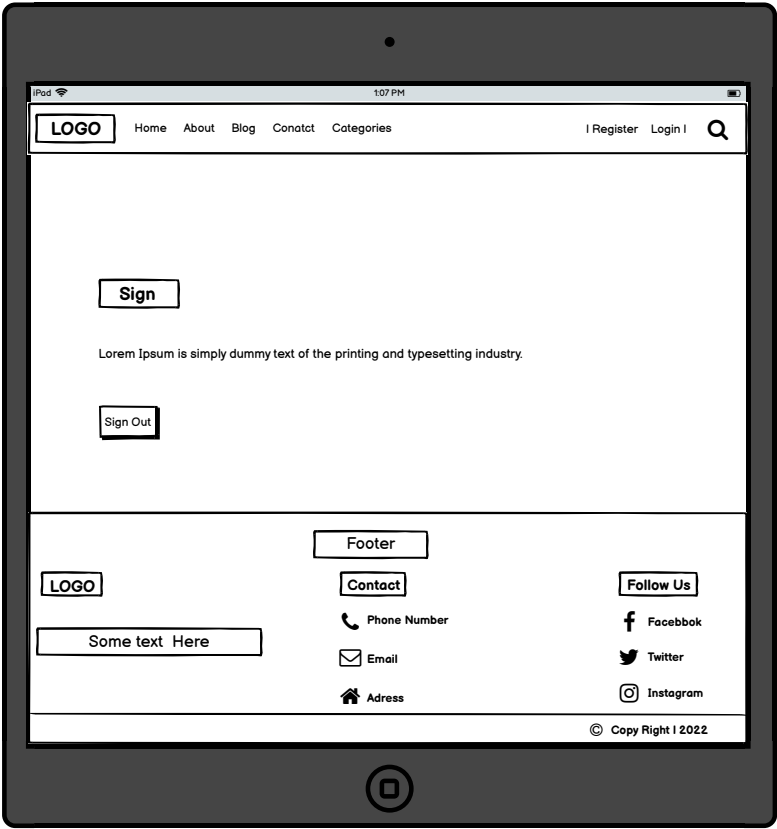 iPad 1:07 PM
LOGO Home About Blog Conatct Categories | Register Login |
Sign
Lorem Ipsum is simply dummy text of the printing and typesetting industry.
Sign Out
Footer
LOGO Contact Follow Us
Phone Number Facebbok
Some text Here
Email Twitter
Adress Instagram
© Copy Right | 2022